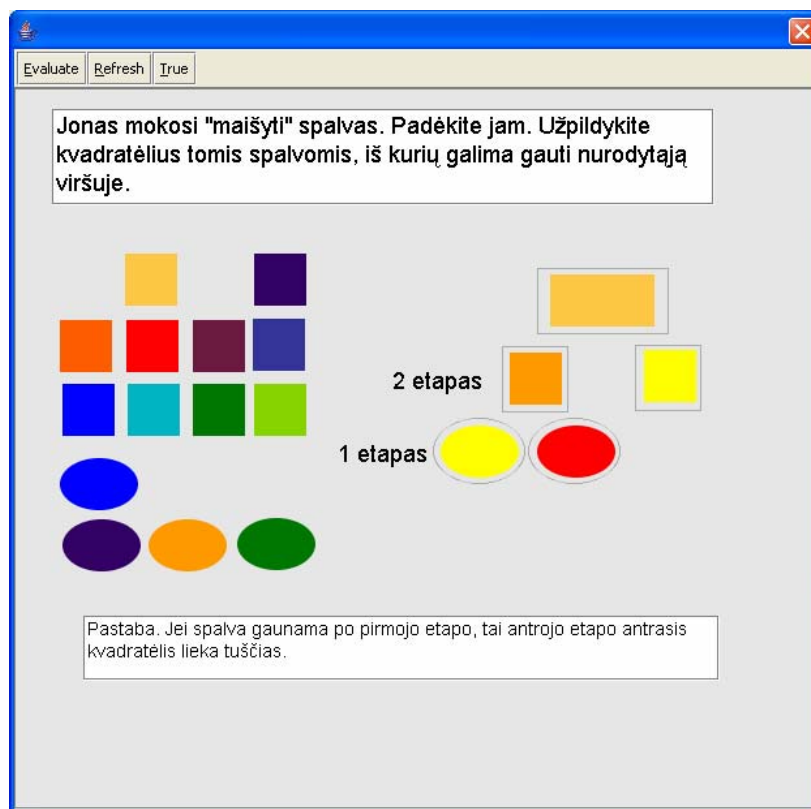 Evaluate Refresh True
Jonas mokosi "maišyti" spalvas. Padėkite jam. Užpildykite
kvadratėlius tomis spalvomis, iš kurių galima gauti nurodytąją
viršuje.
2 etapas
1 etapas
Pastaba. Jei spalva gaunama po pirmojo etapo, tai antrojo etapo antrasis
kvadratėlis lieka tuščias.